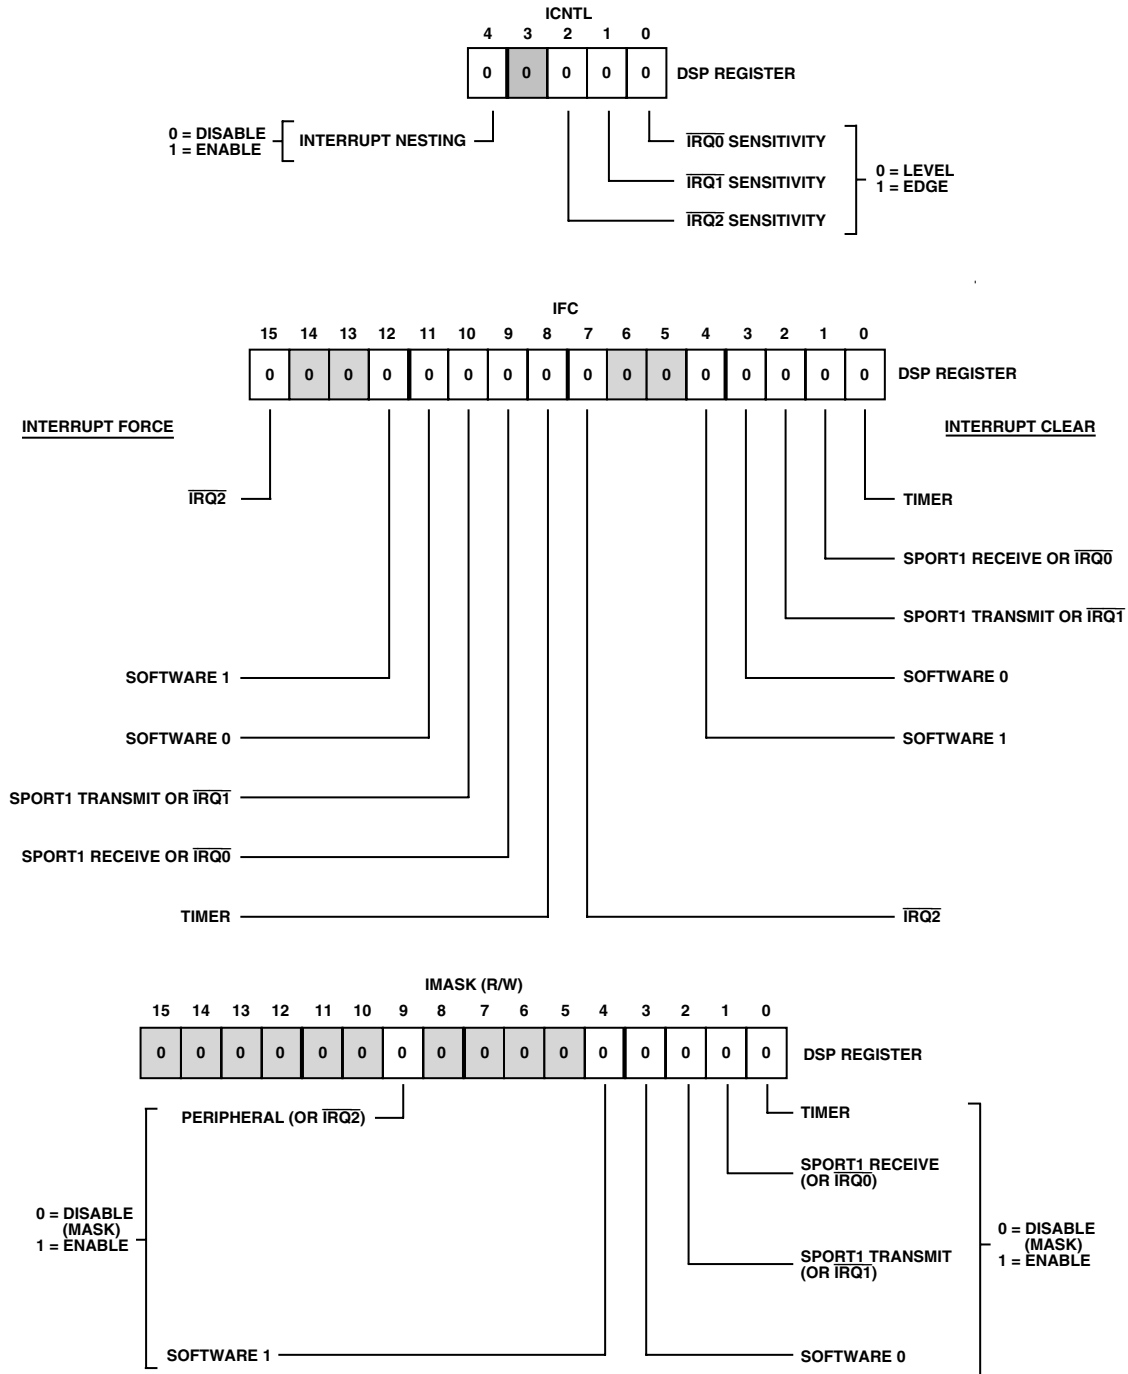 ICNTL
4 3 2 1 0
0 0 0 0 0 DSP REGISTER
0 = DISABLE
1 = ENABLE
INTERRUPT NESTING
IRQ0 SENSITIVITY
IRQ1 SENSITIVITY
IRQ2 SENSITIVITY
0 = LEVEL
1 = EDGE
IFC
15 14 13 12 11 10 9 8 7 6 5 4 3 2 1 0
0 0 0 0 0 0 0 0 0 0 0 0 0 0 0 0 DSP REGISTER
INTERRUPT FORCE
INTERRUPT CLEAR
IRQ2
TIMER
SPORT1 RECEIVE OR IRQ0
SPORT1 TRANSMIT OR IRQ1
SOFTWARE 1
SOFTWARE 0
SOFTWARE 0
SOFTWARE 1
SPORT1 TRANSMIT OR IRQ1
SPORT1 RECEIVE OR IRQ0
TIMER
IRQ2
IMASK (R/W)
15 14 13 12 11 10 9 8 7 6 5 4 3 2 1 0
0 0 0 0 0 0 0 0 0 0 0 0 0 0 0 0 DSP REGISTER
PERIPHERAL (OR IRQ2)
TIMER
SPORT1 RECEIVE
(OR IRQ0)
0 = DISABLE
(MASK)
1 = ENABLE
SPORT1 TRANSMIT
(OR IRQ1)
0 = DISABLE
(MASK)
1 = ENABLE
SOFTWARE 1
SOFTWARE 0